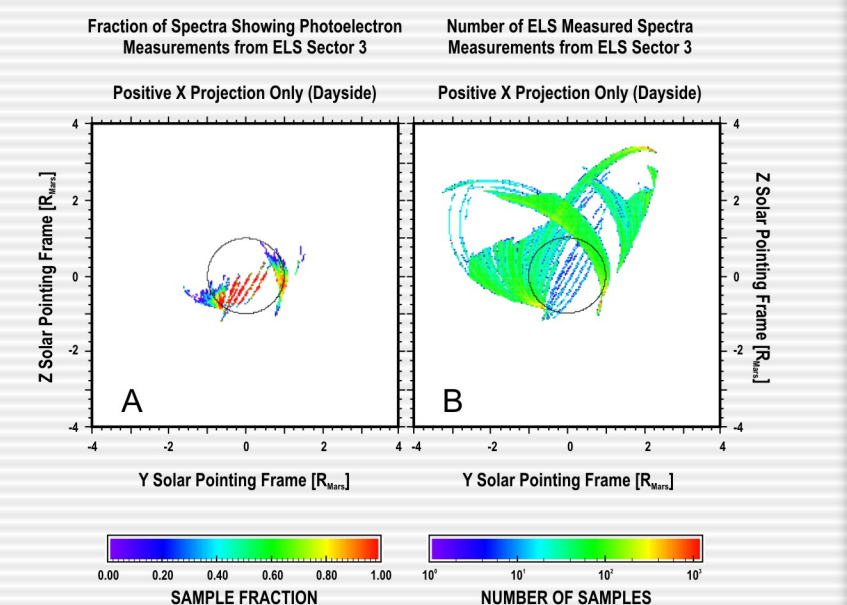 Fraction of Spectra Showing Photoelectron
Measurements from ELS Sector 3
Positive X Projection Only (Dayside)
Number of ELS Measured Spectra
Measurements from ELS Sector 3
Positive X Projection Only (Dayside)
Z Solar Pointing Frame [RMars]
4
2
0
-2
-4
A
-4
-2
0
2
4
Y Solar Pointing Frame [RMars]
B
-4
-2
0
2
4
Y Solar Pointing Frame [RMars]
4
2
0
-2
-4
Z Solar Pointing Frame [RMars]
0.00 0.20 0.40 0.60 0.80 1.00
SAMPLE FRACTION
10⁰ 10¹ 10² 10³
NUMBER OF SAMPLES